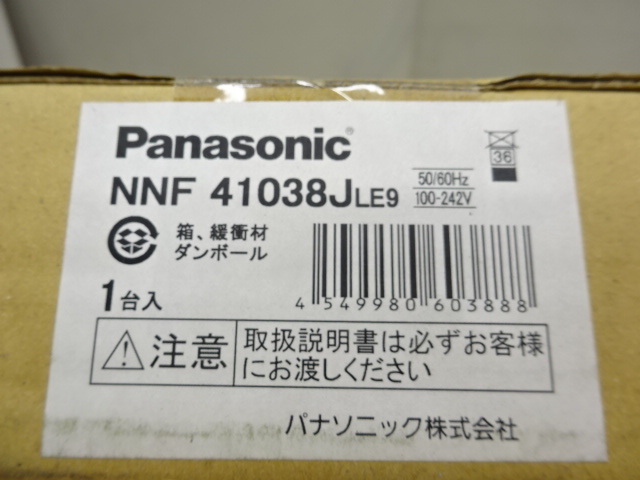 Panasonic®
NNF 41038J LE9
50/60Hz
100-242V
36
箱、緩衝材
ダンボール
1台入
4 549980 603888
注意
取扱説明書は必ずお客様
にお渡しください
パナソニック株式会社